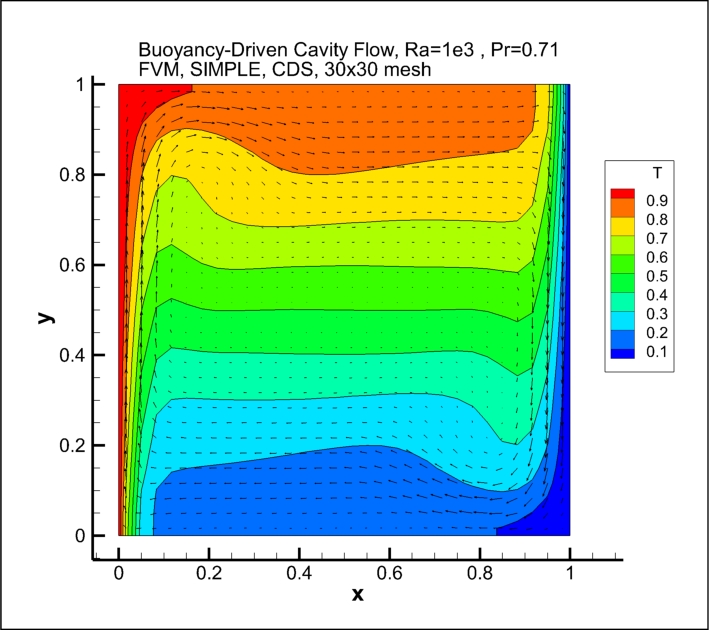 Buoyancy-Driven Cavity Flow, Ra=1e3 , Pr=0.71
FVM, SIMPLE, CDS, 30x30 mesh
1
0.8
0.6
0.4
0.2
0
y
0 0.2 0.4 0.6 0.8 1
x
T
0.9
0.8
0.7
0.6
0.5
0.4
0.3
0.2
0.1